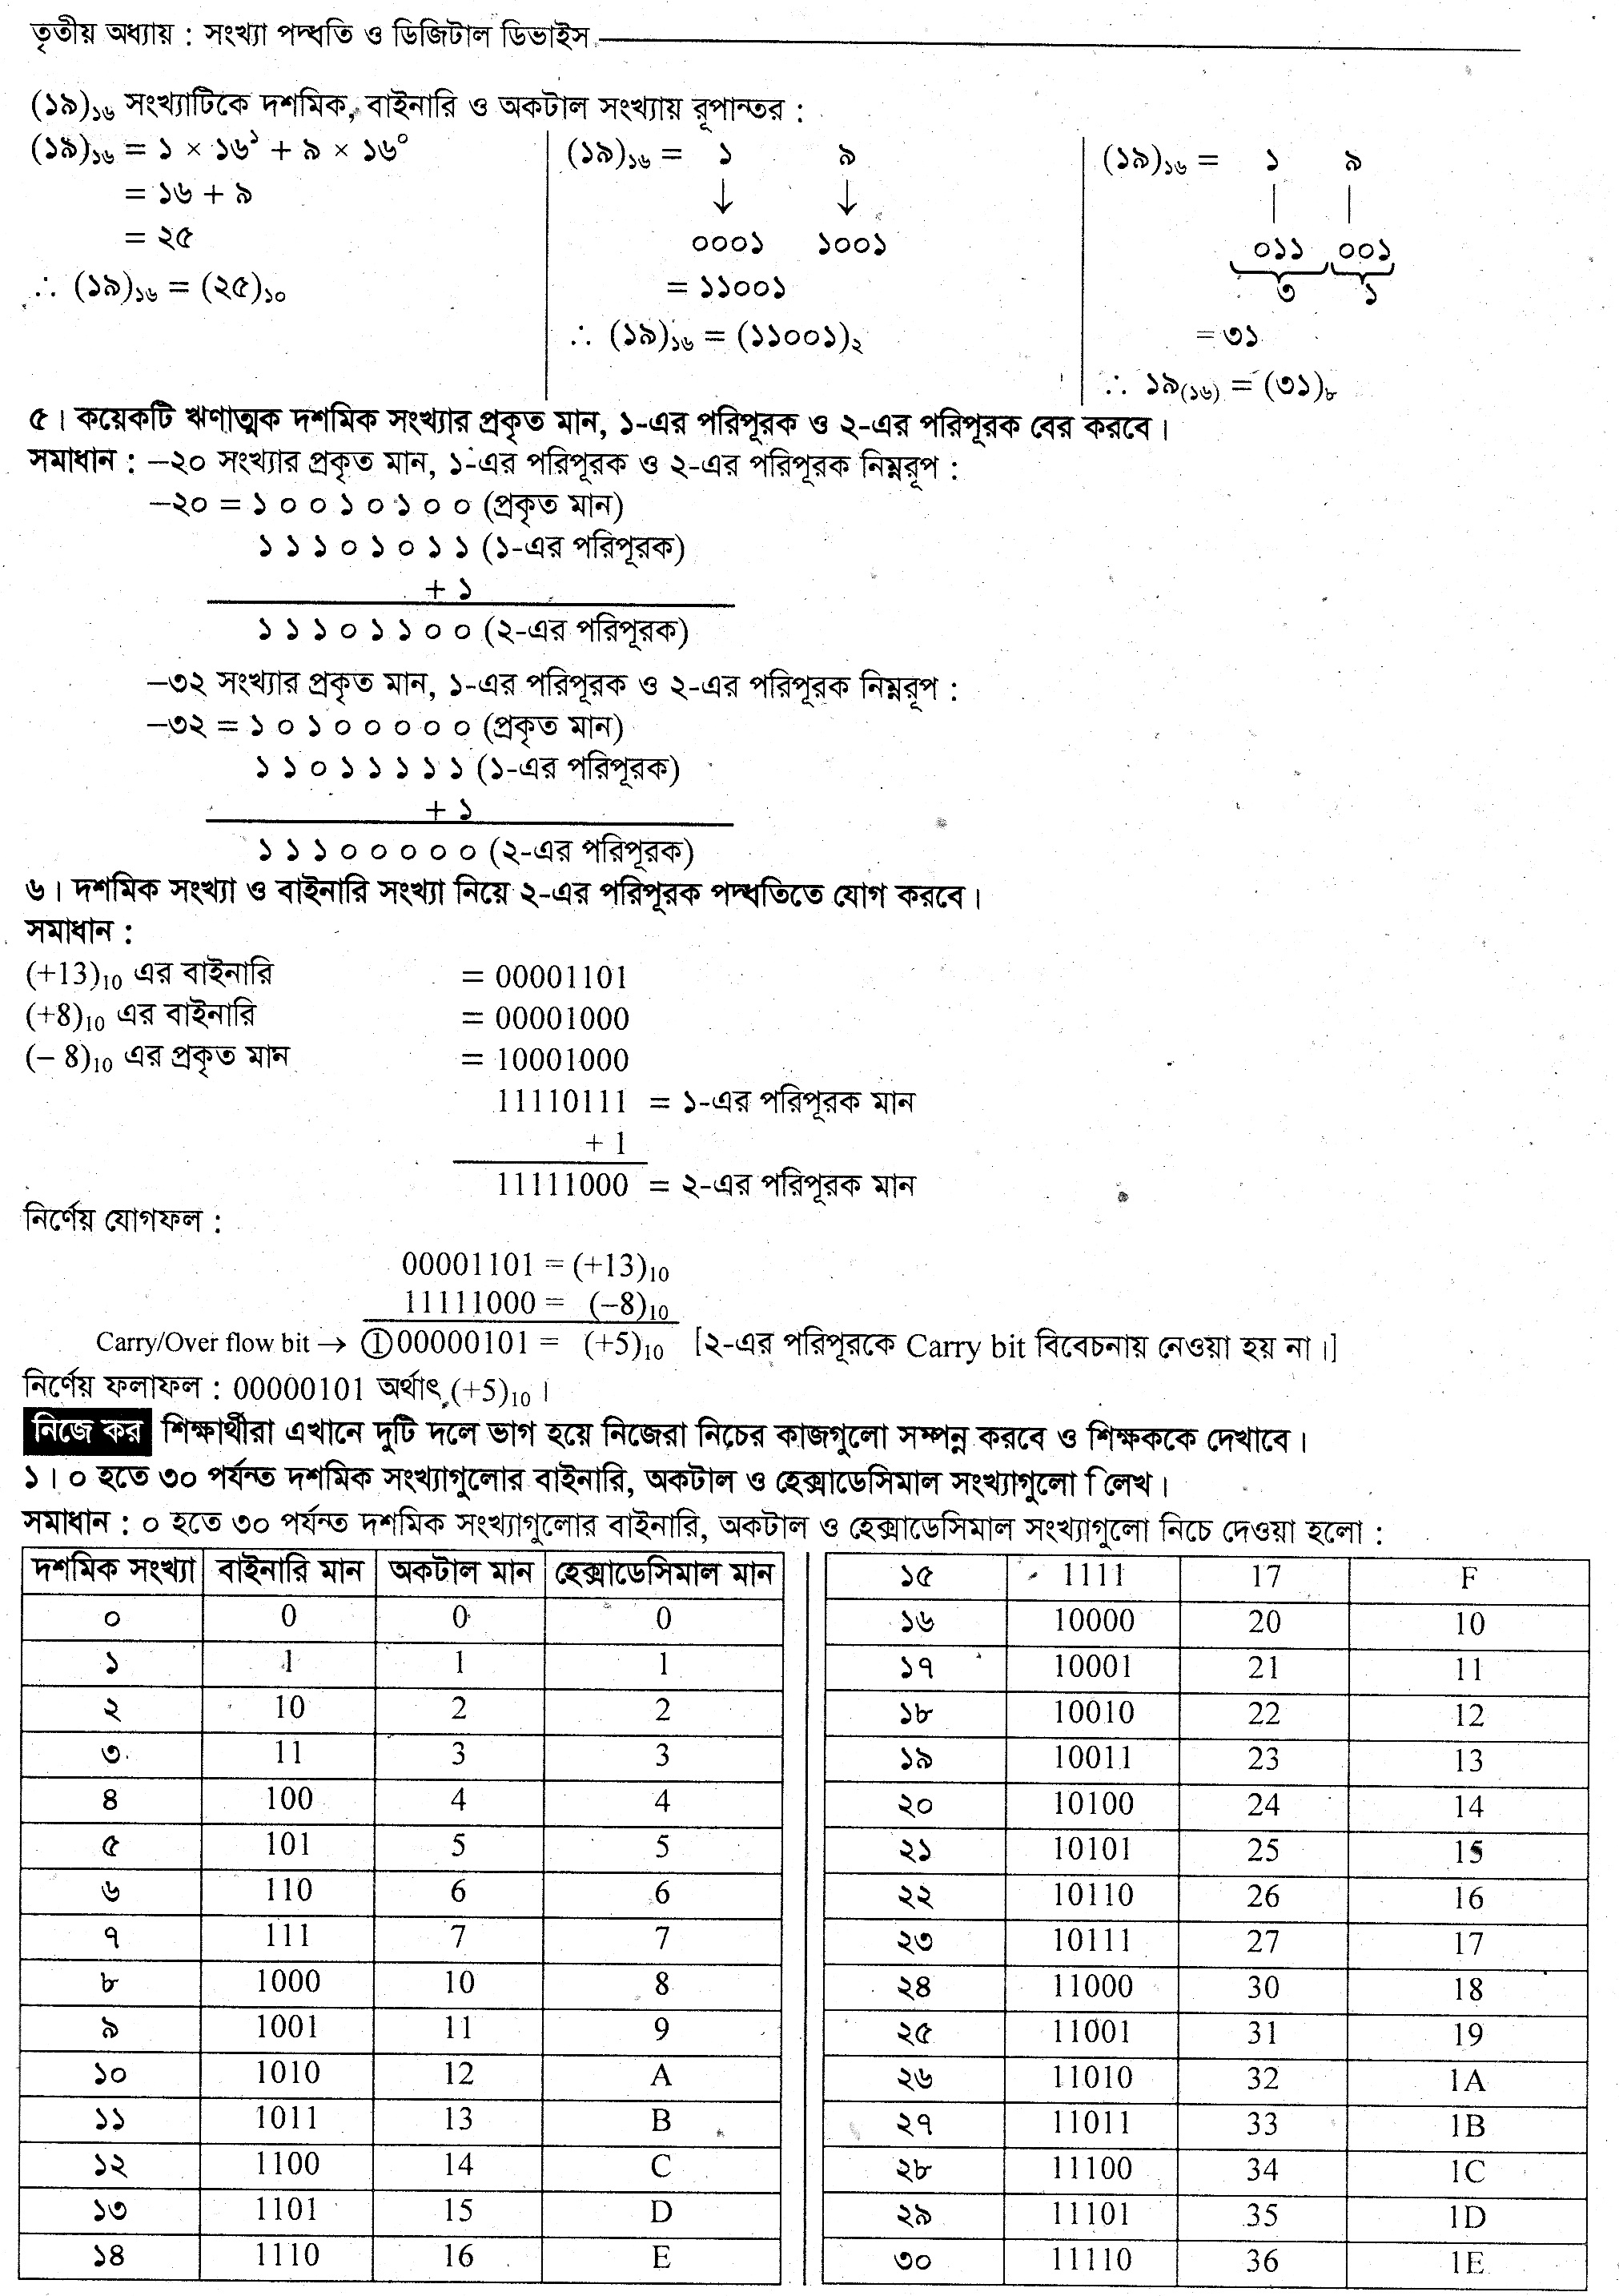 তৃতীয় অধ্যায় : সংখ্যা পদ্ধতি ও ডিজিটাল ডিভাইস
(১৯)₁₆ সংখ্যাটিকে দশমিক, বাইনারি ও অকটাল সংখ্যায় রূপান্তর :
(১৯)₁₆ = ১ × ১৬¹ + ৯ × ১৬⁰
= ১৬ + ৯
= ২৫
∴ (১৯)₁₆ = (২৫)₁₀
(১৯)₁₆ = ১ ৯
↓ ↓
০০০১ ১০০১
= ১১০০১
∴ (১৯)₁₆ = (১১০০১)₂
(১৯)₁₆ = ১ ৯
০১১ ০০১
৩ ১
= ৩১
∴ ১৯₍₁₆₎ = (৩১)₈
৫। কয়েকটি ঋণাত্মক দশমিক সংখ্যার প্রকৃত মান, ১-এর পরিপূরক ও ২-এর পরিপূরক বের করবে।
সমাধান : –২০ সংখ্যার প্রকৃত মান, ১-এর পরিপূরক ও ২-এর পরিপূরক নিম্নরূপ :
–২০ = ১ ০ ০ ১ ০ ১ ০ ০ (প্রকৃত মান)
১ ১ ১ ০ ১ ০ ১ ১ (১-এর পরিপূরক)
+ ১
১ ১ ১ ০ ১ ১ ০ ০ (২-এর পরিপূরক)
–৩২ সংখ্যার প্রকৃত মান, ১-এর পরিপূরক ও ২-এর পরিপূরক নিম্নরূপ :
–৩২ = ১ ০ ১ ০ ০ ০ ০ ০ (প্রকৃত মান)
১ ১ ০ ১ ১ ১ ১ ১ (১-এর পরিপূরক)
+ ১
১ ১ ১ ০ ০ ০ ০ ০ (২-এর পরিপূরক)
৬। দশমিক সংখ্যা ও বাইনারি সংখ্যা নিয়ে ২-এর পরিপূরক পদ্ধতিতে যোগ করবে।
সমাধান :
(+13)₁₀ এর বাইনারি = 00001101
(+8)₁₀ এর বাইনারি = 00001000
(– 8)₁₀ এর প্রকৃত মান = 10001000
11110111 = ১-এর পরিপূরক মান
+ 1
11111000 = ২-এর পরিপূরক মান
নির্ণেয় যোগফল :
00001101 = (+13)₁₀
11111000 = (–8)₁₀
Carry/Over flow bit → ①00000101 = (+5)₁₀ [২-এর পরিপূরকে Carry bit বিবেচনায় নেওয়া হয় না।]
নির্ণেয় ফলাফল : 00000101 অর্থাৎ (+5)₁₀।
নিজে কর শিক্ষার্থীরা এখানে দুটি দলে ভাগ হয়ে নিজেরা নিচের কাজগুলো সম্পন্ন করবে ও শিক্ষককে দেখাবে।
১। ০ হতে ৩০ পর্যন্ত দশমিক সংখ্যাগুলোর বাইনারি, অকটাল ও হেক্সাডেসিমাল সংখ্যাগুলো লিখ।
সমাধান : ০ হতে ৩০ পর্যন্ত দশমিক সংখ্যাগুলোর বাইনারি, অকটাল ও হেক্সাডেসিমাল সংখ্যাগুলো নিচে দেওয়া হলো :
দশমিক সংখ্যা বাইনারি মান অকটাল মান হেক্সাডেসিমাল মান
০ 0 0 0
১ 1 1 1
২ 10 2 2
৩ 11 3 3
৪ 100 4 4
৫ 101 5 5
৬ 110 6 6
৭ 111 7 7
৮ 1000 10 8
৯ 1001 11 9
১০ 1010 12 A
১১ 1011 13 B
১২ 1100 14 C
১৩ 1101 15 D
১৪ 1110 16 E
১৫ 1111 17 F
১৬ 10000 20 10
১৭ 10001 21 11
১৮ 10010 22 12
১৯ 10011 23 13
২০ 10100 24 14
২১ 10101 25 15
২২ 10110 26 16
২৩ 10111 27 17
২৪ 11000 30 18
২৫ 11001 31 19
২৬ 11010 32 1A
২৭ 11011 33 1B
২৮ 11100 34 1C
২৯ 11101 35 1D
৩০ 11110 36 1E